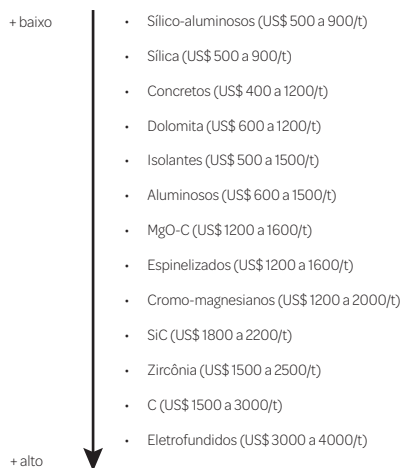 + baixo
• Sílico-aluminosos (US$ 500 a 900/t)
• Sílica (US$ 500 a 900/t)
• Concretos (US$ 400 a 1200/t)
• Dolomita (US$ 600 a 1200/t)
• Isolantes (US$ 500 a 1500/t)
• Aluminosos (US$ 600 a 1500/t)
• MgO-C (US$ 1200 a 1600/t)
• Espinelizados (US$ 1200 a 1600/t)
• Cromo-magnesianos (US$ 1200 a 2000/t)
• SiC (US$ 1800 a 2200/t)
• Zircônia (US$ 1500 a 2500/t)
• C (US$ 1500 a 3000/t)
• Eletrofundidos (US$ 3000 a 4000/t)
+ alto